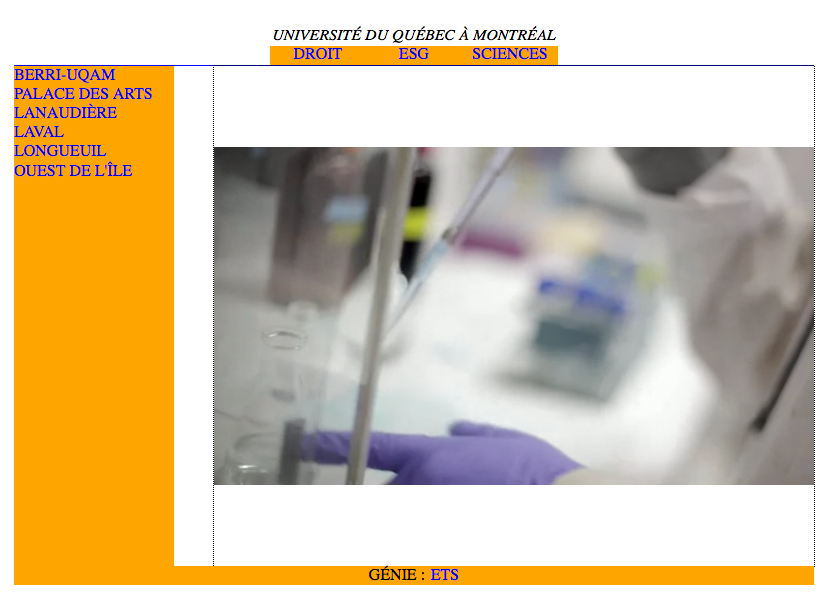 UNIVERSITÉ DU QUÉBEC À MONTRÉAL
DROIT ESG SCIENCES
BERRI-UQAM
PALACE DES ARTS
LANAUDIÈRE
LAVAL
LONGUEUIL
OUEST DE L'ÎLE
GÉNIE : ETS